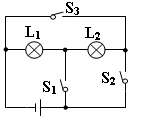 S₃
L₁ L₂
S₁ S₂